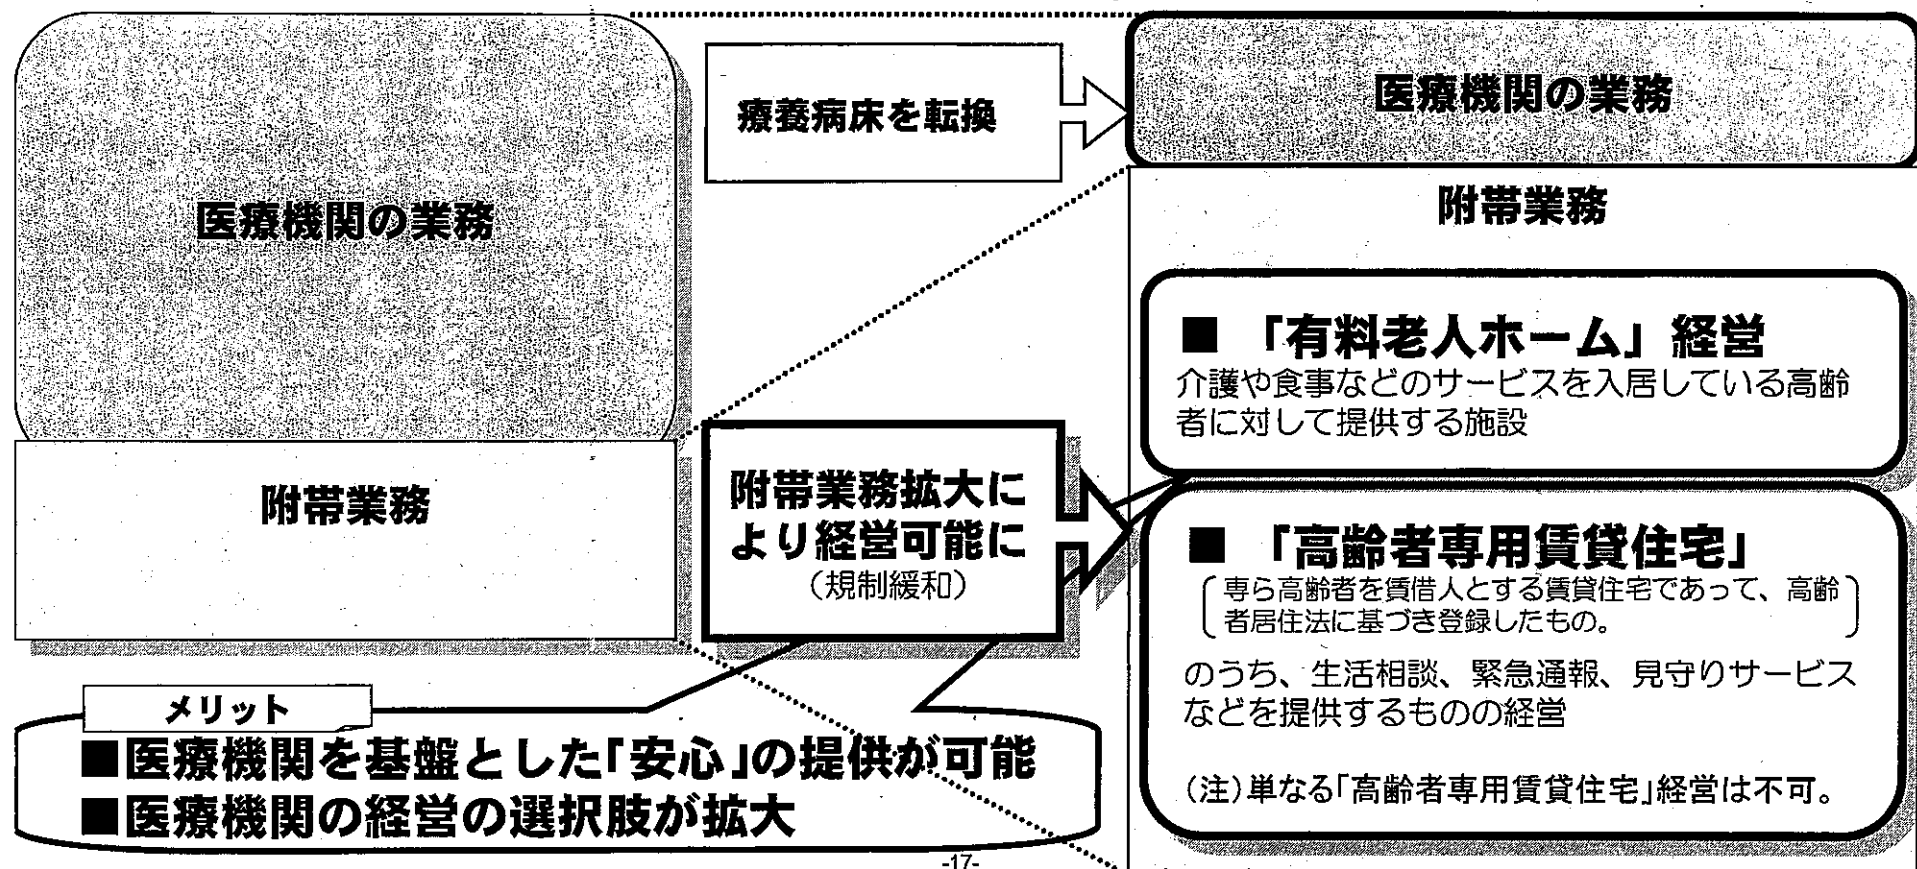 医療機関の業務
附帯業務
療養病床を転換
附帯業務拡大に
より経営可能に
(規制緩和)
メリット
■医療機関を基盤とした「安心」の提供が可能
■医療機関の経営の選択肢が拡大
医療機関の業務
附帯業務
■ 「有料老人ホーム」経営
介護や食事などのサービスを入居している高齢
者に対して提供する施設
■ 「高齢者専用賃貸住宅」
専ら高齢者を賃借人とする賃貸住宅であって、高齢
者居住法に基づき登録したもの。
のうち、生活相談、緊急通報、見守りサービス
などを提供するものの経営
(注)単なる「高齢者専用賃貸住宅」経営は不可。
-17-